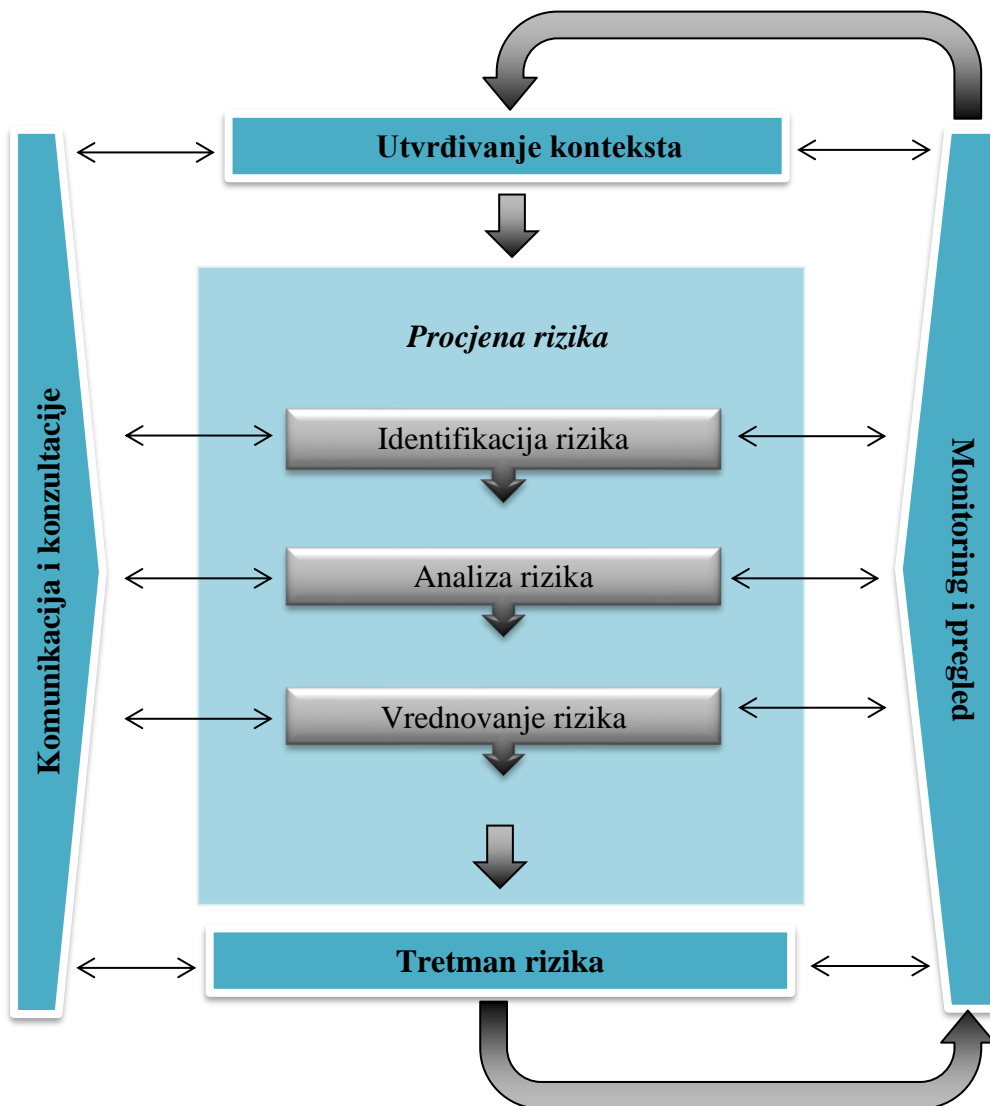 Utvrđivanje konteksta
Procjena rizika
Identifikacija rizika
Analiza rizika
Vrednovanje rizika
Tretman rizika
Komunikacija i konzultacije
Monitoring i pregled